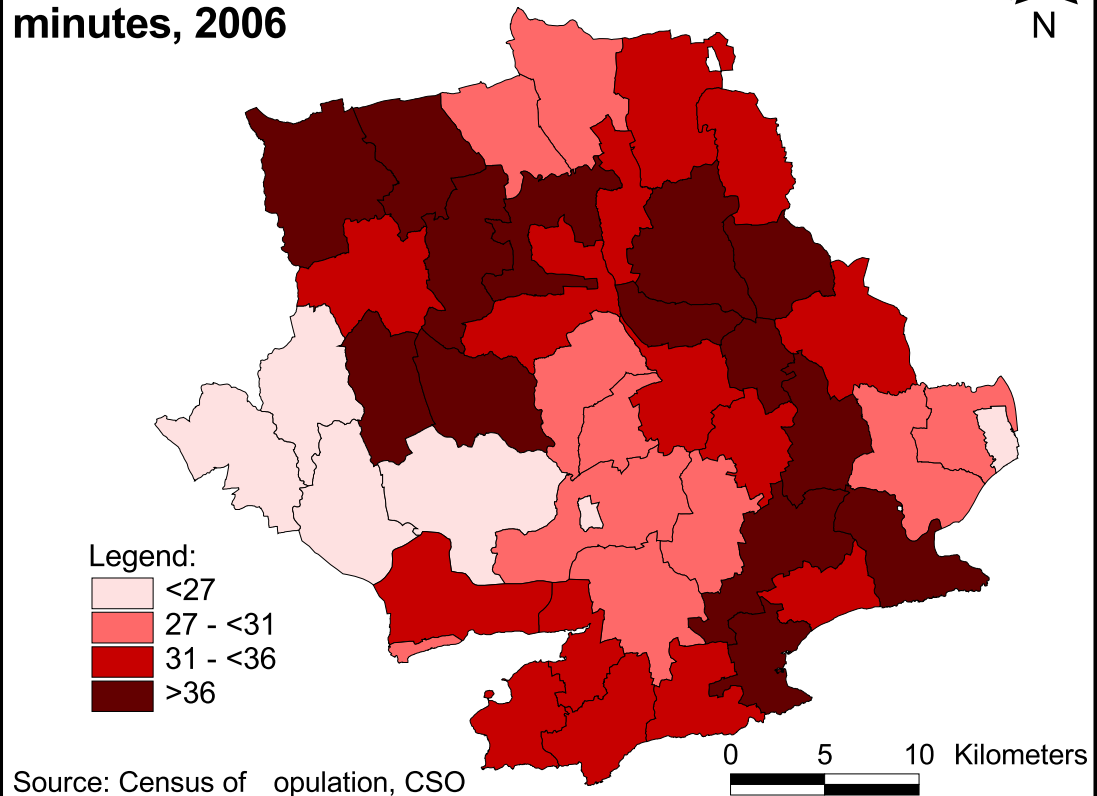 minutes, 2006
N
Legend:
<27
27 - <31
31 - <36
>36
0 5 10 Kilometers
Source: Census of opulation, CSO